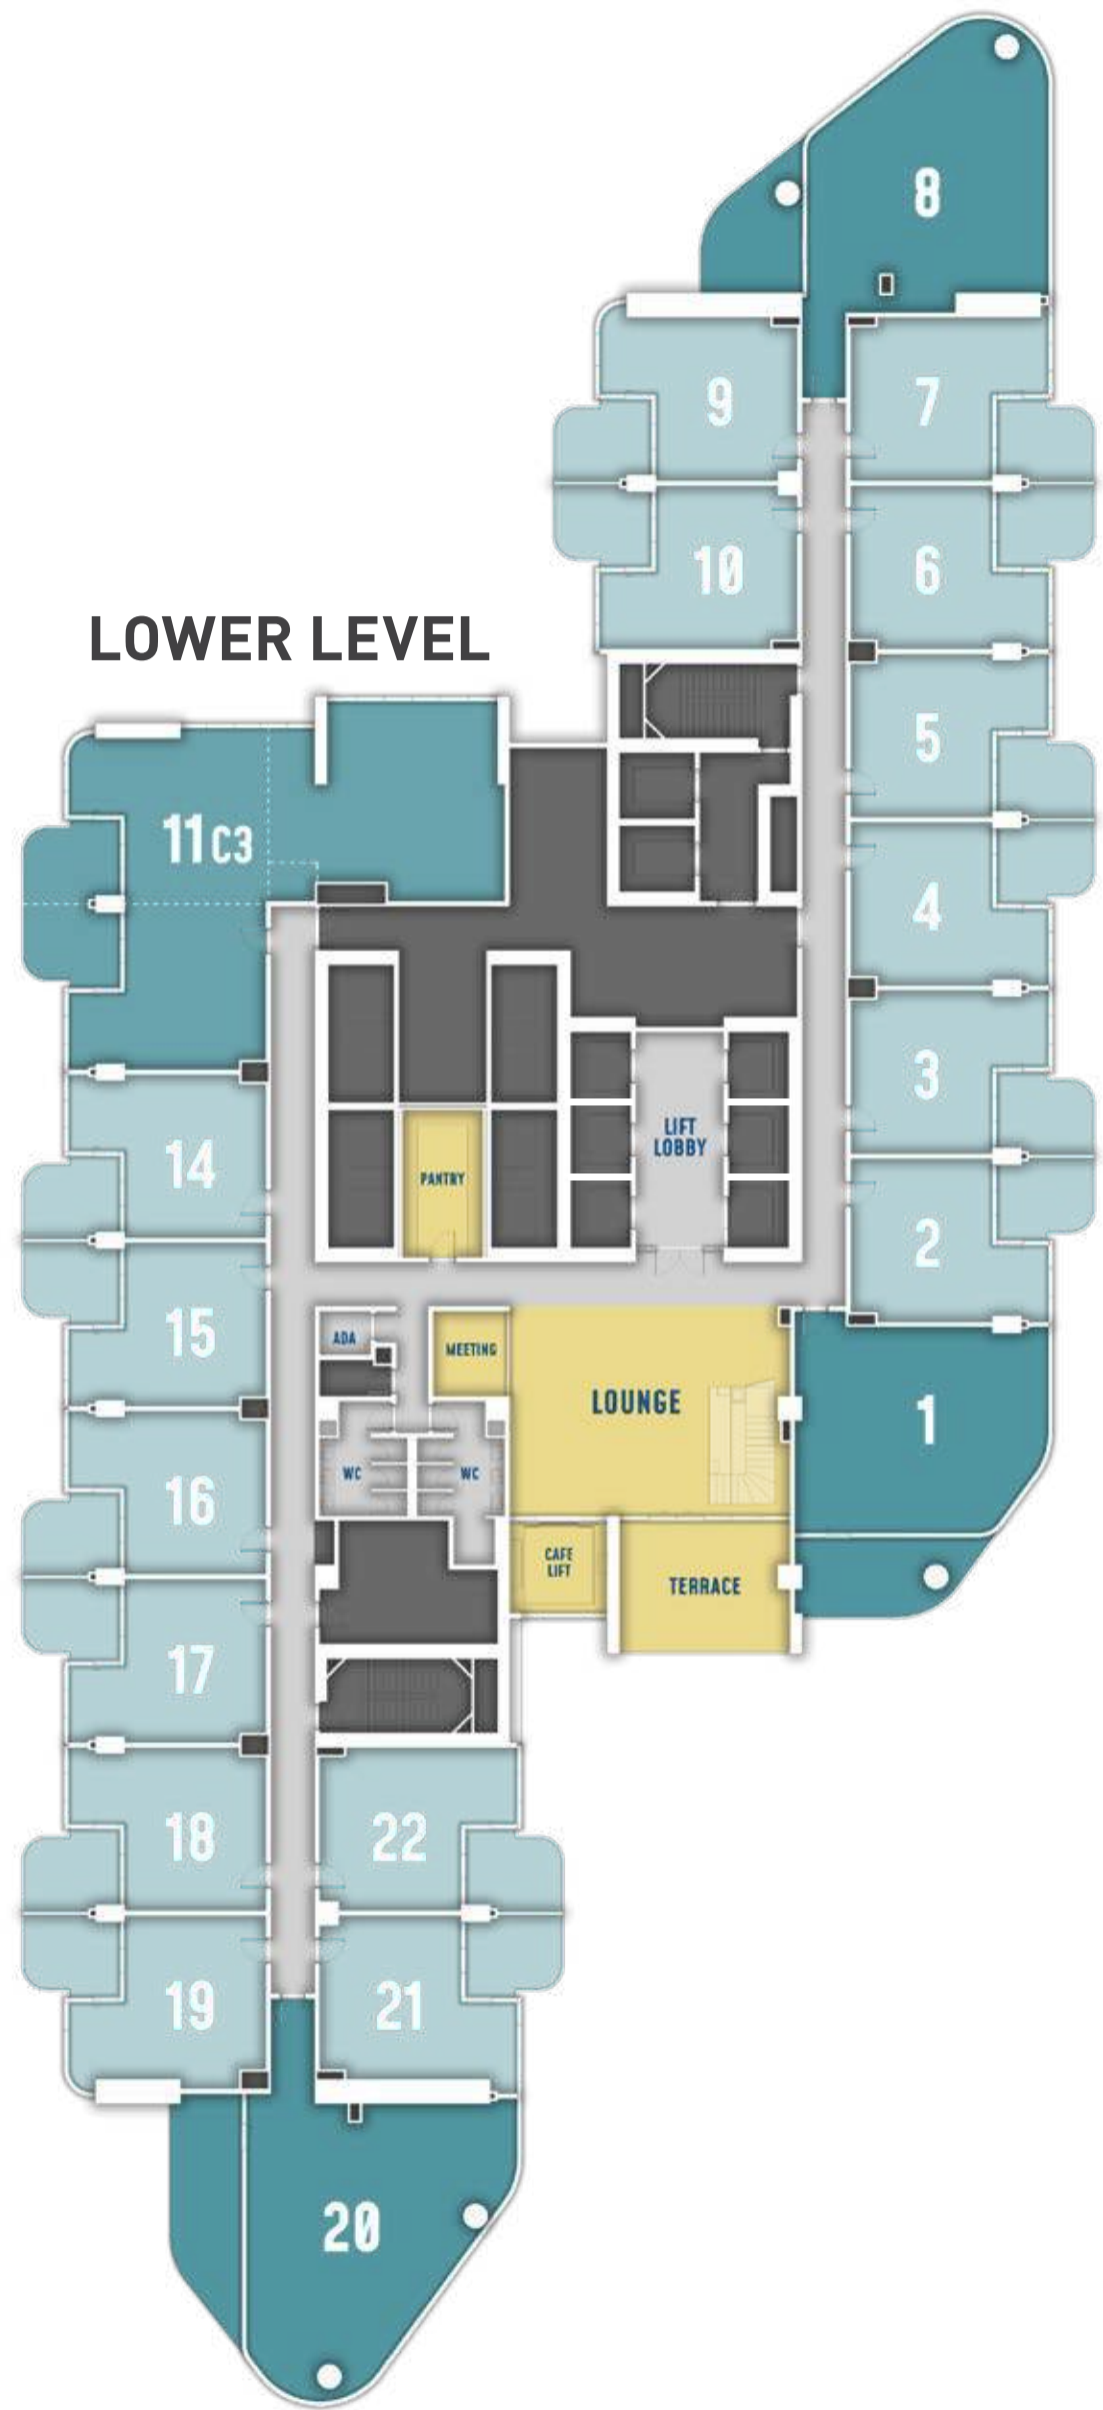 8
9
7
10
6
LOWER LEVEL
5
11C3
4
3
LIFT
LOBBY
14
PANTRY
2
15
ADA
MEETING
LOUNGE
1
16
WC
WC
CAFE
LIFT
TERRACE
17
18
22
19
21
20